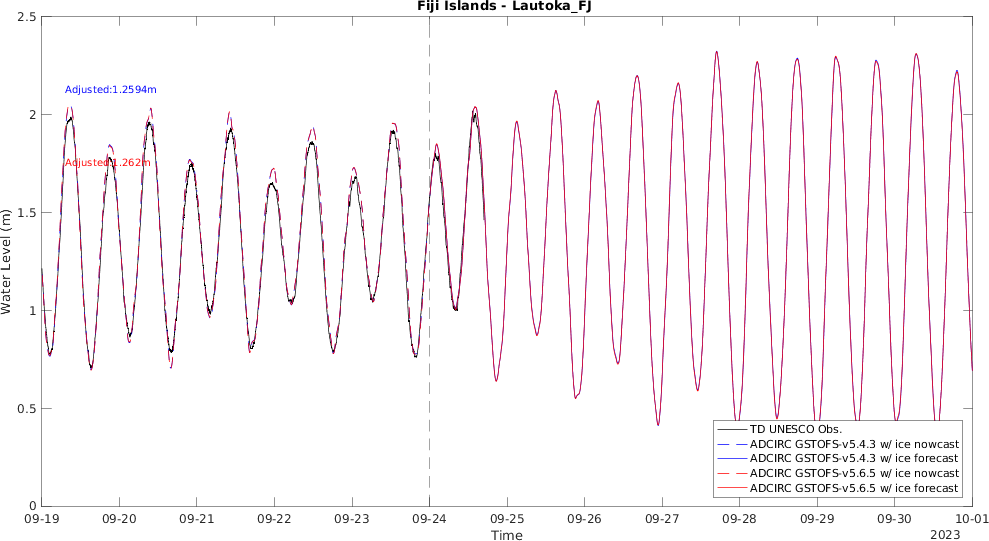 Fiji Islands - Lautoka_FJ
2.5
2
1.5
1
0.5
0
Water Level (m)
Adjusted:1.2594m
Adjusted:1.262m
TD UNESCO Obs.
ADCIRC GSTOFS-v5.4.3 w/ ice nowcast
ADCIRC GSTOFS-v5.4.3 w/ ice forecast
ADCIRC GSTOFS-v5.6.5 w/ ice nowcast
ADCIRC GSTOFS-v5.6.5 w/ ice forecast
09-19 09-20 09-21 09-22 09-23 09-24 09-25 09-26 09-27 09-28 09-29 09-30 10-01
Time
2023